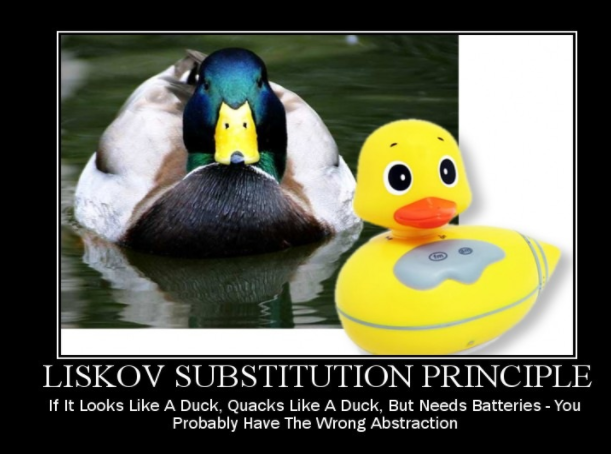 LISKOV SUBSTITUTION PRINCIPLE
If It Looks Like A Duck, Quacks Like A Duck, But Needs Batteries - You
Probably Have The Wrong Abstraction